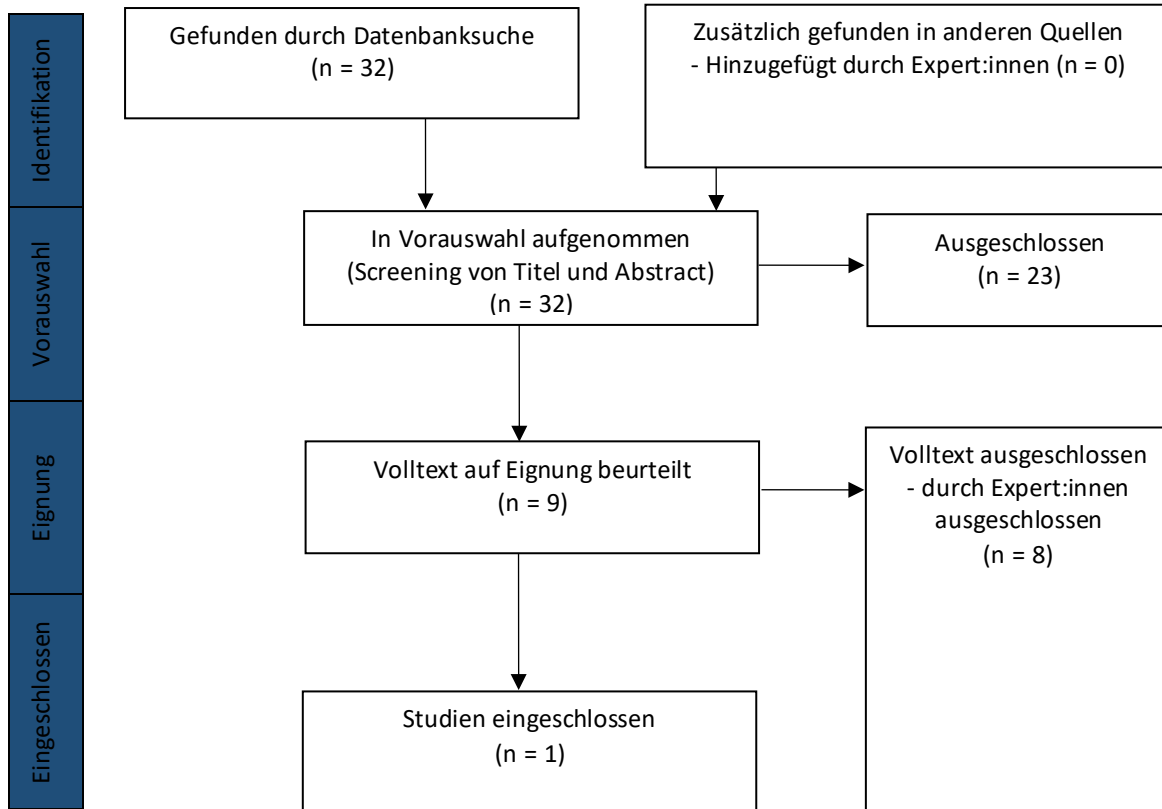 Identifikation
Gefunden durch Datenbanksuche
(n = 32)
Zusätzlich gefunden in anderen Quellen
- Hinzugefügt durch Expert:innen (n = 0)
Vorauswahl
In Vorauswahl aufgenommen
(Screening von Titel und Abstract)
(n = 32)
Ausgeschlossen
(n = 23)
Eignung
Volltext auf Eignung beurteilt
(n = 9)
Volltext ausgeschlossen
- durch Expert:innen
ausgeschlossen
(n = 8)
Eingeschlossen
Studien eingeschlossen
(n = 1)